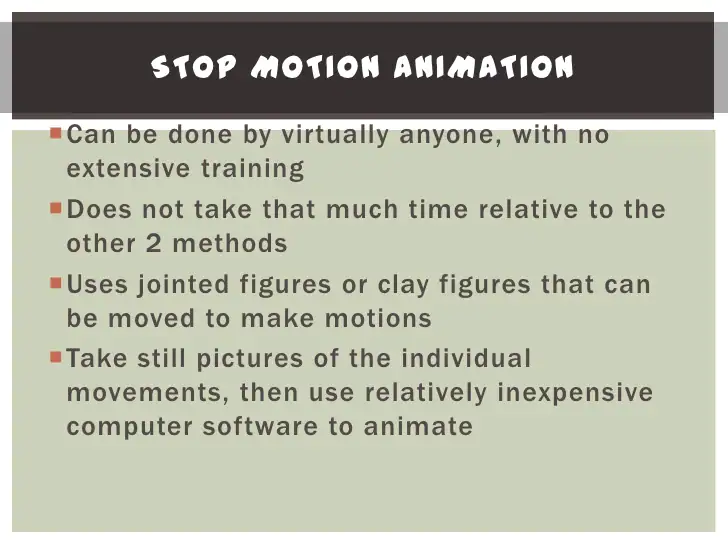 STOP MOTION ANIMATION
▪Can be done by virtually anyone, with no
extensive training
▪Does not take that much time relative to the
other 2 methods
▪Uses jointed figures or clay figures that can
be moved to make motions
▪Take still pictures of the individual
movements, then use relatively inexpensive
computer software to animate